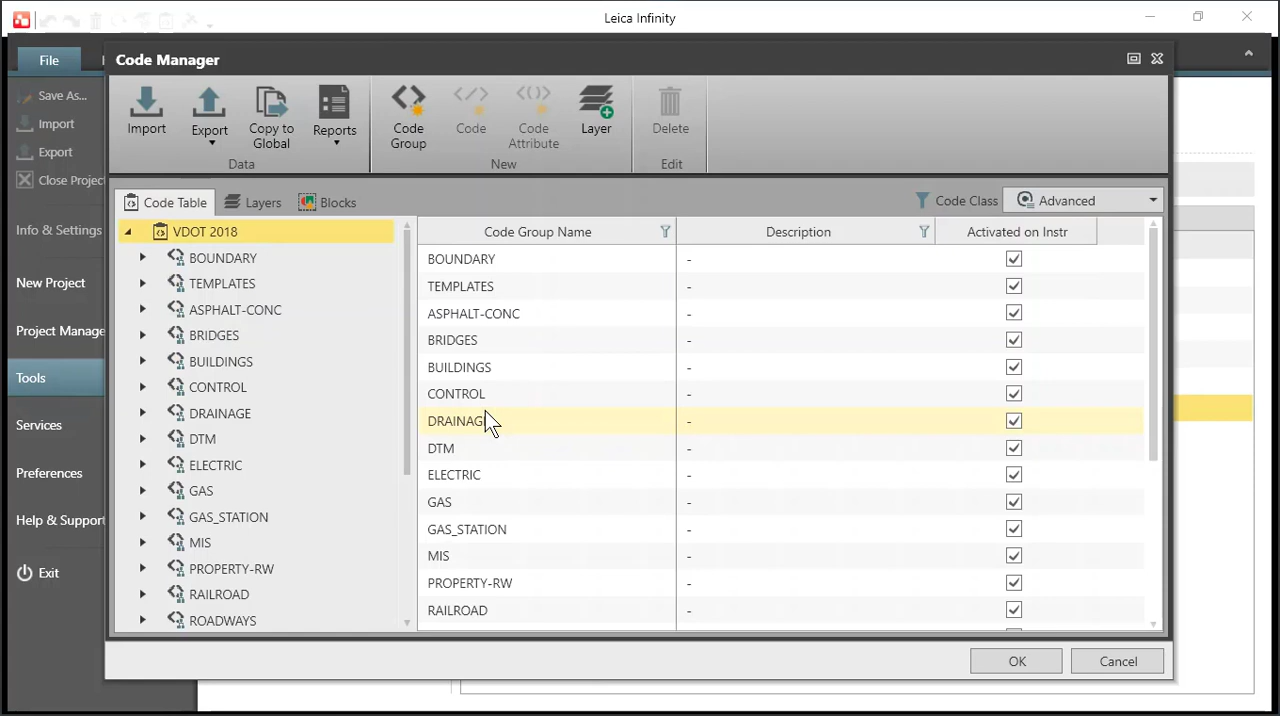 Leica Infinity
File
Code Manager
Save As...
Import
Export
Close Projec
Info & Settings
New Project
Project Manage
Tools
Services
Preferences
Help & Support
Exit
Import
Export
Copy to Global
Reports
Code Group
Code
Code Attribute
Layer
Delete
Data
New
Edit
Code Table
Layers
Blocks
Code Class
Advanced
VDOT 2018
BOUNDARY
TEMPLATES
ASPHALT-CONC
BRIDGES
BUILDINGS
CONTROL
DRAINAGE
DTM
ELECTRIC
GAS
GAS_STATION
MIS
PROPERTY-RW
RAILROAD
ROADWAYS
Code Group Name
Description
Activated on Instr
BOUNDARY -
TEMPLATES -
ASPHALT-CONC -
BRIDGES -
BUILDINGS -
CONTROL -
DRAINAG -
DTM -
ELECTRIC -
GAS -
GAS_STATION -
MIS -
PROPERTY-RW -
RAILROAD -
OK
Cancel